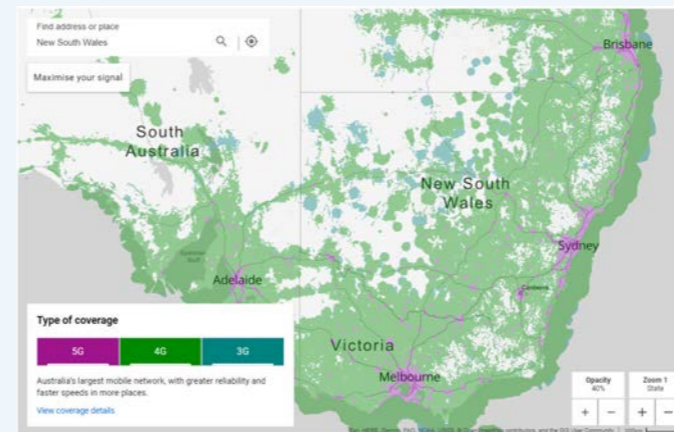 Find address or place
New South Wales
Maximise your signal
Brisbane
South
Australia
New South
Wales
Sydney
Adelaide
Canberra
Type of coverage
5G
4G
3G
Victoria
Australia's largest mobile network, with greater reliability and
faster speeds in more places.
Melbourne
View coverage details
Opacity
40%
Zoom 1
State
+ −
+ −